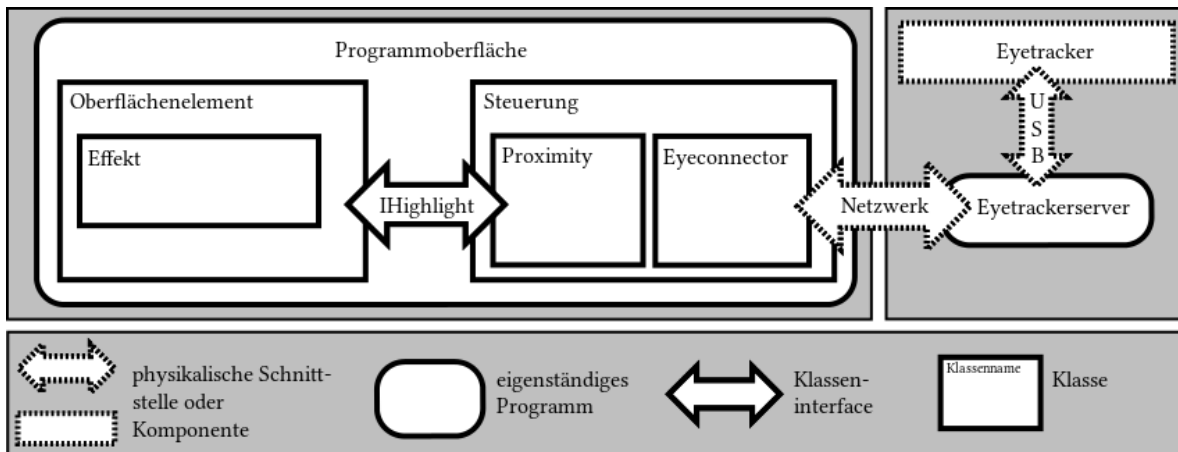 Programmoberfläche
Oberflächenelement
Effekt
IHighlight
Steuerung
Proximity
Eyeconnector
Netzwerk
Eyetracker
U
S
B
Eyetrackerserver
physikalische Schnitt-
stelle oder
Komponente
eigenständiges
Programm
Klassen-
interface
Klassenname
Klasse